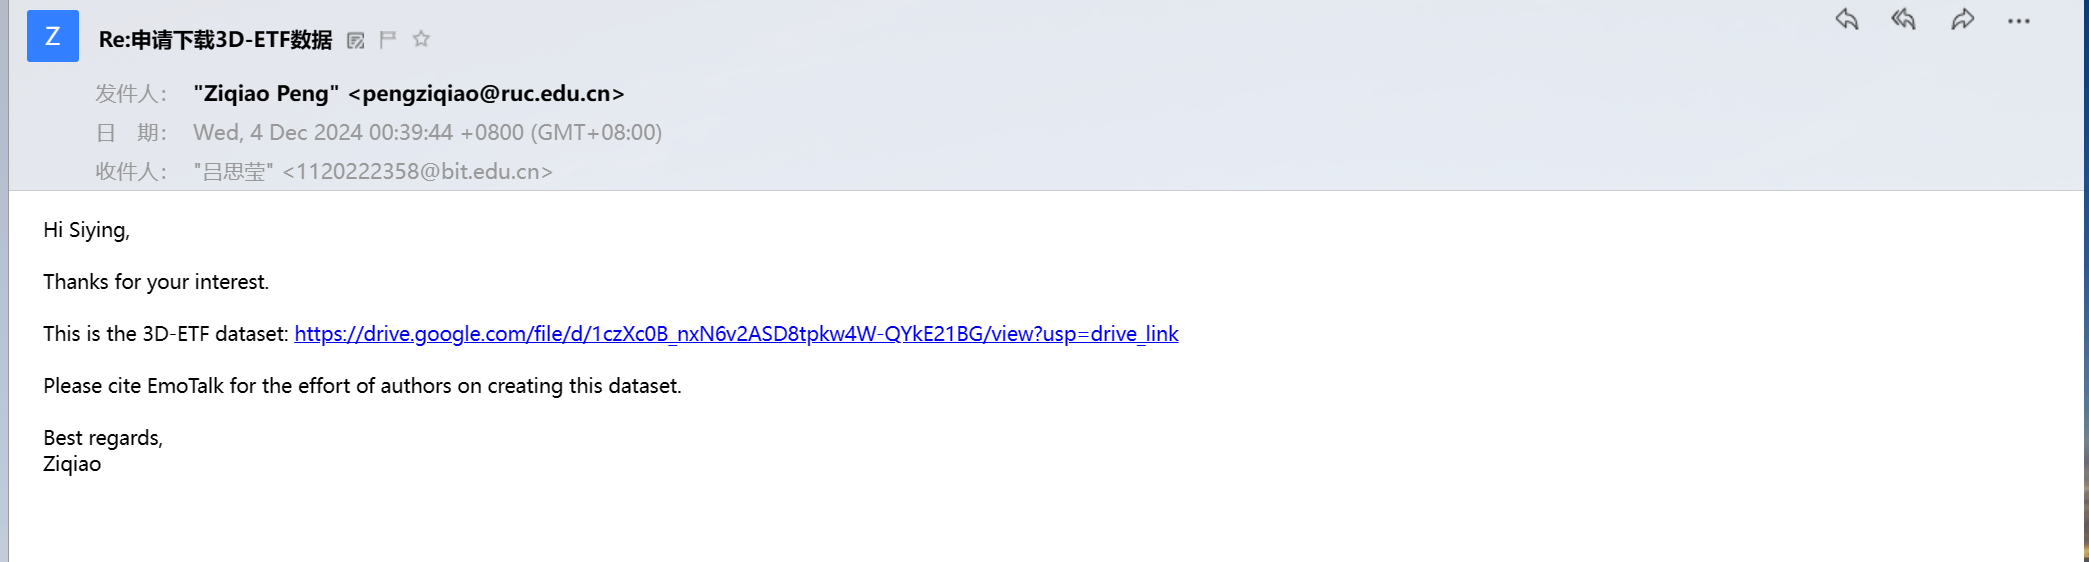 Z
Re:申请下载3D-ETF数据
发件人： "Ziqiao Peng" <pengziqiao@ruc.edu.cn>
日 期： Wed, 4 Dec 2024 00:39:44 +0800 (GMT+08:00)
收件人： "吕思莹" <1120222358@bit.edu.cn>
Hi Siying,
Thanks for your interest.
This is the 3D-ETF dataset: https://drive.google.com/file/d/1czXc0B_nxN6v2ASD8tpkw4W-QYkE21BG/view?usp=drive_link
Please cite EmoTalk for the effort of authors on creating this dataset.
Best regards,
Ziqiao